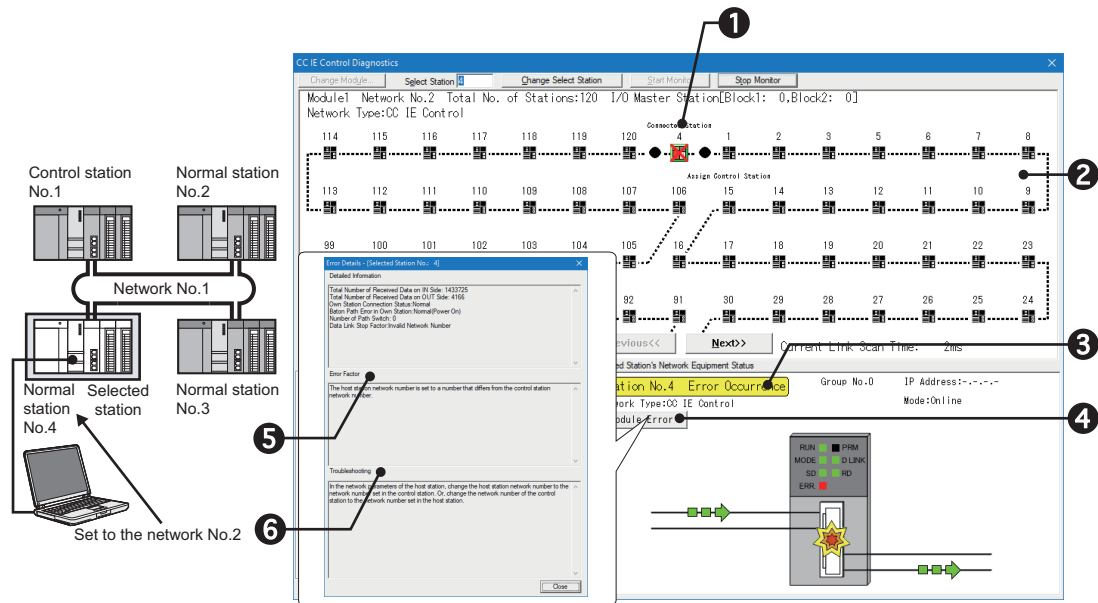 ❶
CC IE Control Diagnostics
Change Module... Select Station 4 Change Select Station Start Monitor Stop Monitor
Module1 Network No.2 Total No. of Stations:120 I/O Master Station[Block1: 0,Block2: 0]
Network Type:CC IE Control
Connected Station
114 115 116 117 118 119 120 4 1 2 3 5 6 7 8
❷
Assign Control Station
113 112 111 110 109 108 107 106 15 14 13 12 11 10 9
99 100 101 102 103 104 105 16 17 18 19 20 21 22 23
92 91 30 29 28 27 26 25 24
evious<< Next>> Current Link Scan Time: 2ms
❸
ed Station's Network Equipment Status
ation No.4 Error Occurrence Group No.0 IP Address:-.-.-.-
ork Type:CC IE Control Mode:Online
odule Error
❹
RUN PRM
MODE D LINK
SD RD
ERR.
Error Details - [Selected Station No.: 4]
Detailed Information
Total Number of Received Data on IN Side: 1433725
Total Number of Received Data on OUT Side: 4166
Own Station Connection Status:Normal
Baton Path Error in Own Station:Normal(Power On)
Number of Path Switch: 0
Data Link Stop Factor:Invalid Network Number
Error Factor
❺
The host station network number is set to a number that differs from the control station
network number.
Troubleshooting
❻
In the network parameters of the host station, change the host station network number to the
network number set in the control station. Or, change the network number of the control
station to the network number set in the host station.
Close
Control station
No.1
Normal station
No.2
Network No.1
Normal
station
No.4
Selected
station
Normal station
No.3
Set to the network No.2